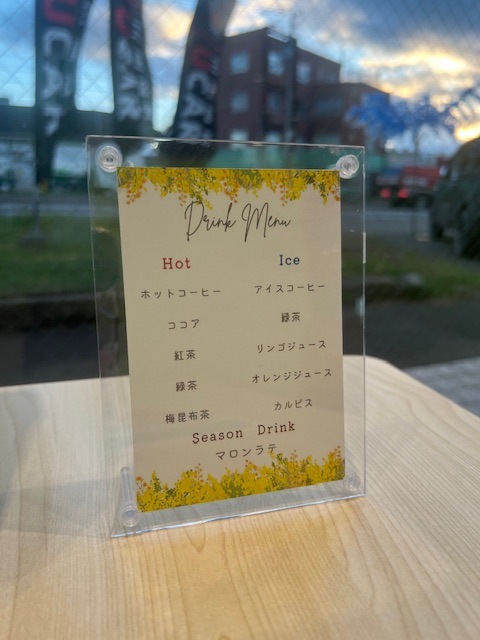 Drink Menu
Hot
ホットコーヒー
ココア
紅茶
緑茶
梅昆布茶
Ice
アイスコーヒー
緑茶
リンゴジュース
オレンジジュース
カルピス
Season Drink
マロンラテ